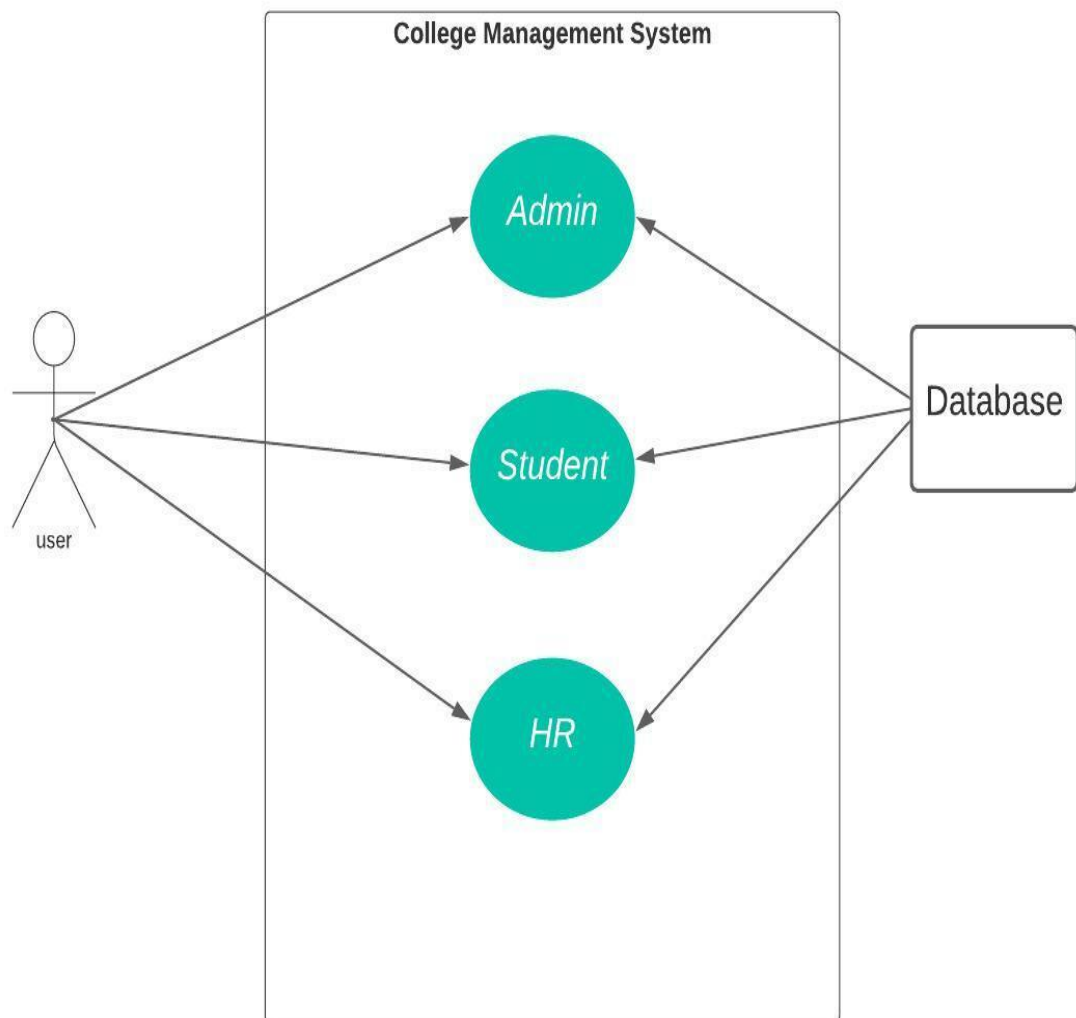 College Management System
Admin
Database
Student
user
HR